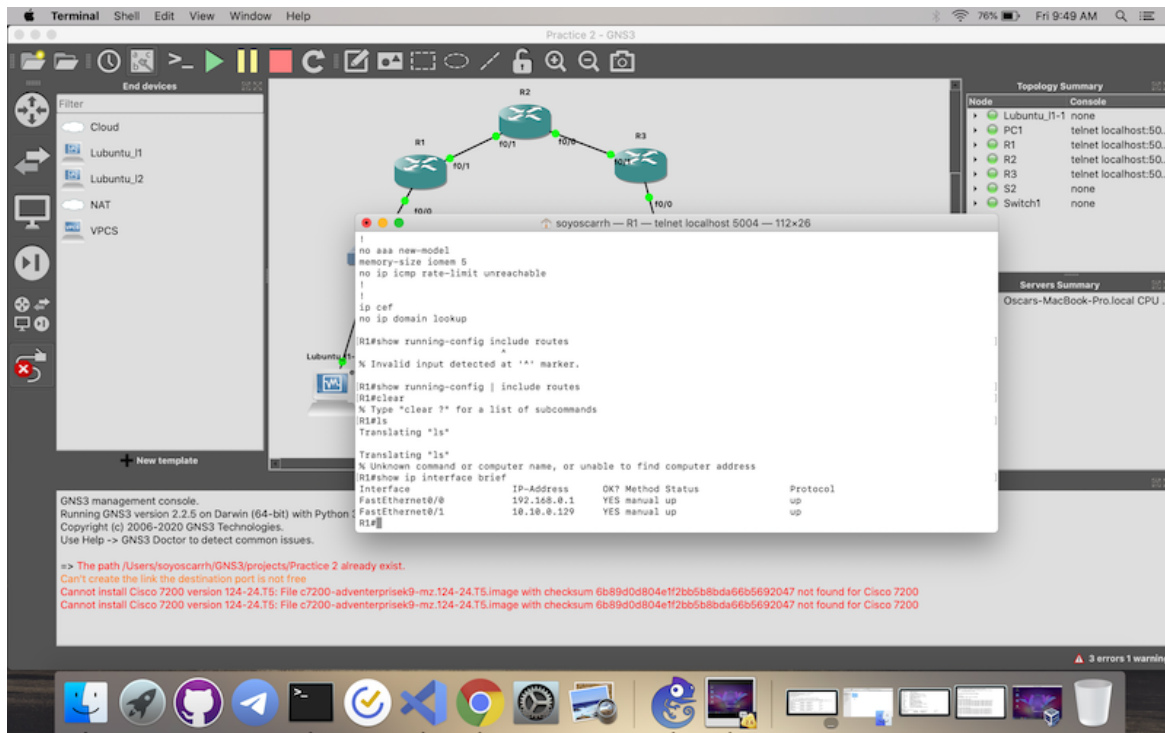 Terminal Shell Edit View Window Help
76% Fri 9:49 AM
Practice 2 - GNS3
End devices
Filter
Cloud
Lubuntu_l1
Lubuntu_l2
NAT
VPCS
New template
R2
R1
R3
f0/1
f0/0
f0/1
f0/1
f0/0
f0/0
Topology Summary
Node Console
Lubuntu_l1-1 none
PC1 telnet localhost:50..
R1 telnet localhost:50..
R2 telnet localhost:50..
R3 telnet localhost:50..
S2 none
Switch1 none
Servers Summary
Oscars-MacBook-Pro.local CPU ..
soyoscarrh — R1 — telnet localhost 5004 — 112×26
!
no aaa new-model
memory-size iomem 5
no ip icmp rate-limit unreachable
!
!
ip cef
no ip domain lookup
R1#show running-config include routes
^
% Invalid input detected at '^' marker.
R1#show running-config | include routes
R1#clear
% Type "clear ?" for a list of subcommands
R1#ls
Translating "ls"
Translating "ls"
% Unknown command or computer name, or unable to find computer address
R1#show ip interface brief
Interface IP-Address OK? Method Status Protocol
FastEthernet0/0 192.168.0.1 YES manual up up
FastEthernet0/1 10.10.0.129 YES manual up up
R1#
GNS3 management console.
Running GNS3 version 2.2.5 on Darwin (64-bit) with Python
Copyright (c) 2006-2020 GNS3 Technologies.
Use Help -> GNS3 Doctor to detect common issues.
=> The path /Users/soyoscarrh/GNS3/projects/Practice 2 already exist.
Can't create the link the destination port is not free
Cannot install Cisco 7200 version 124-24.T5: File c7200-adventerprisek9-mz.124-24.T5.image with checksum 6b89d0d804e1f2bb5b8bda66b5692047 not found for Cisco 7200
Cannot install Cisco 7200 version 124-24.T5: File c7200-adventerprisek9-mz.124-24.T5.image with checksum 6b89d0d804e1f2bb5b8bda66b5692047 not found for Cisco 7200
3 errors 1 warning